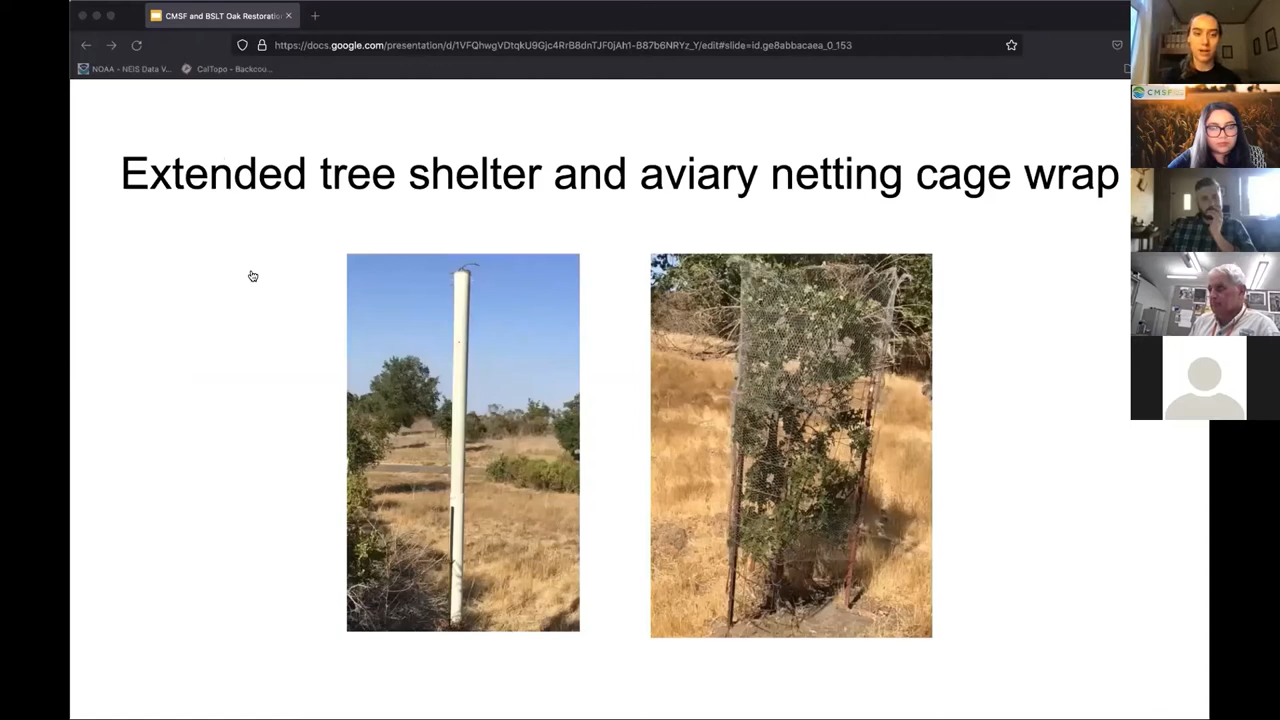 CMSF and BSLT Oak Restoratio
https://docs.google.com/presentation/d/1VFQhwgVDtqkU9Gjc4RrB8dnTJF0jAh1-B87b6NRYz_Y/edit#slide=id.ge8abbacaea_0_153
NOAA - NEIS Data V...
CalTopo - Backcou...
CMSF
Extended tree shelter and aviary netting cage wrap